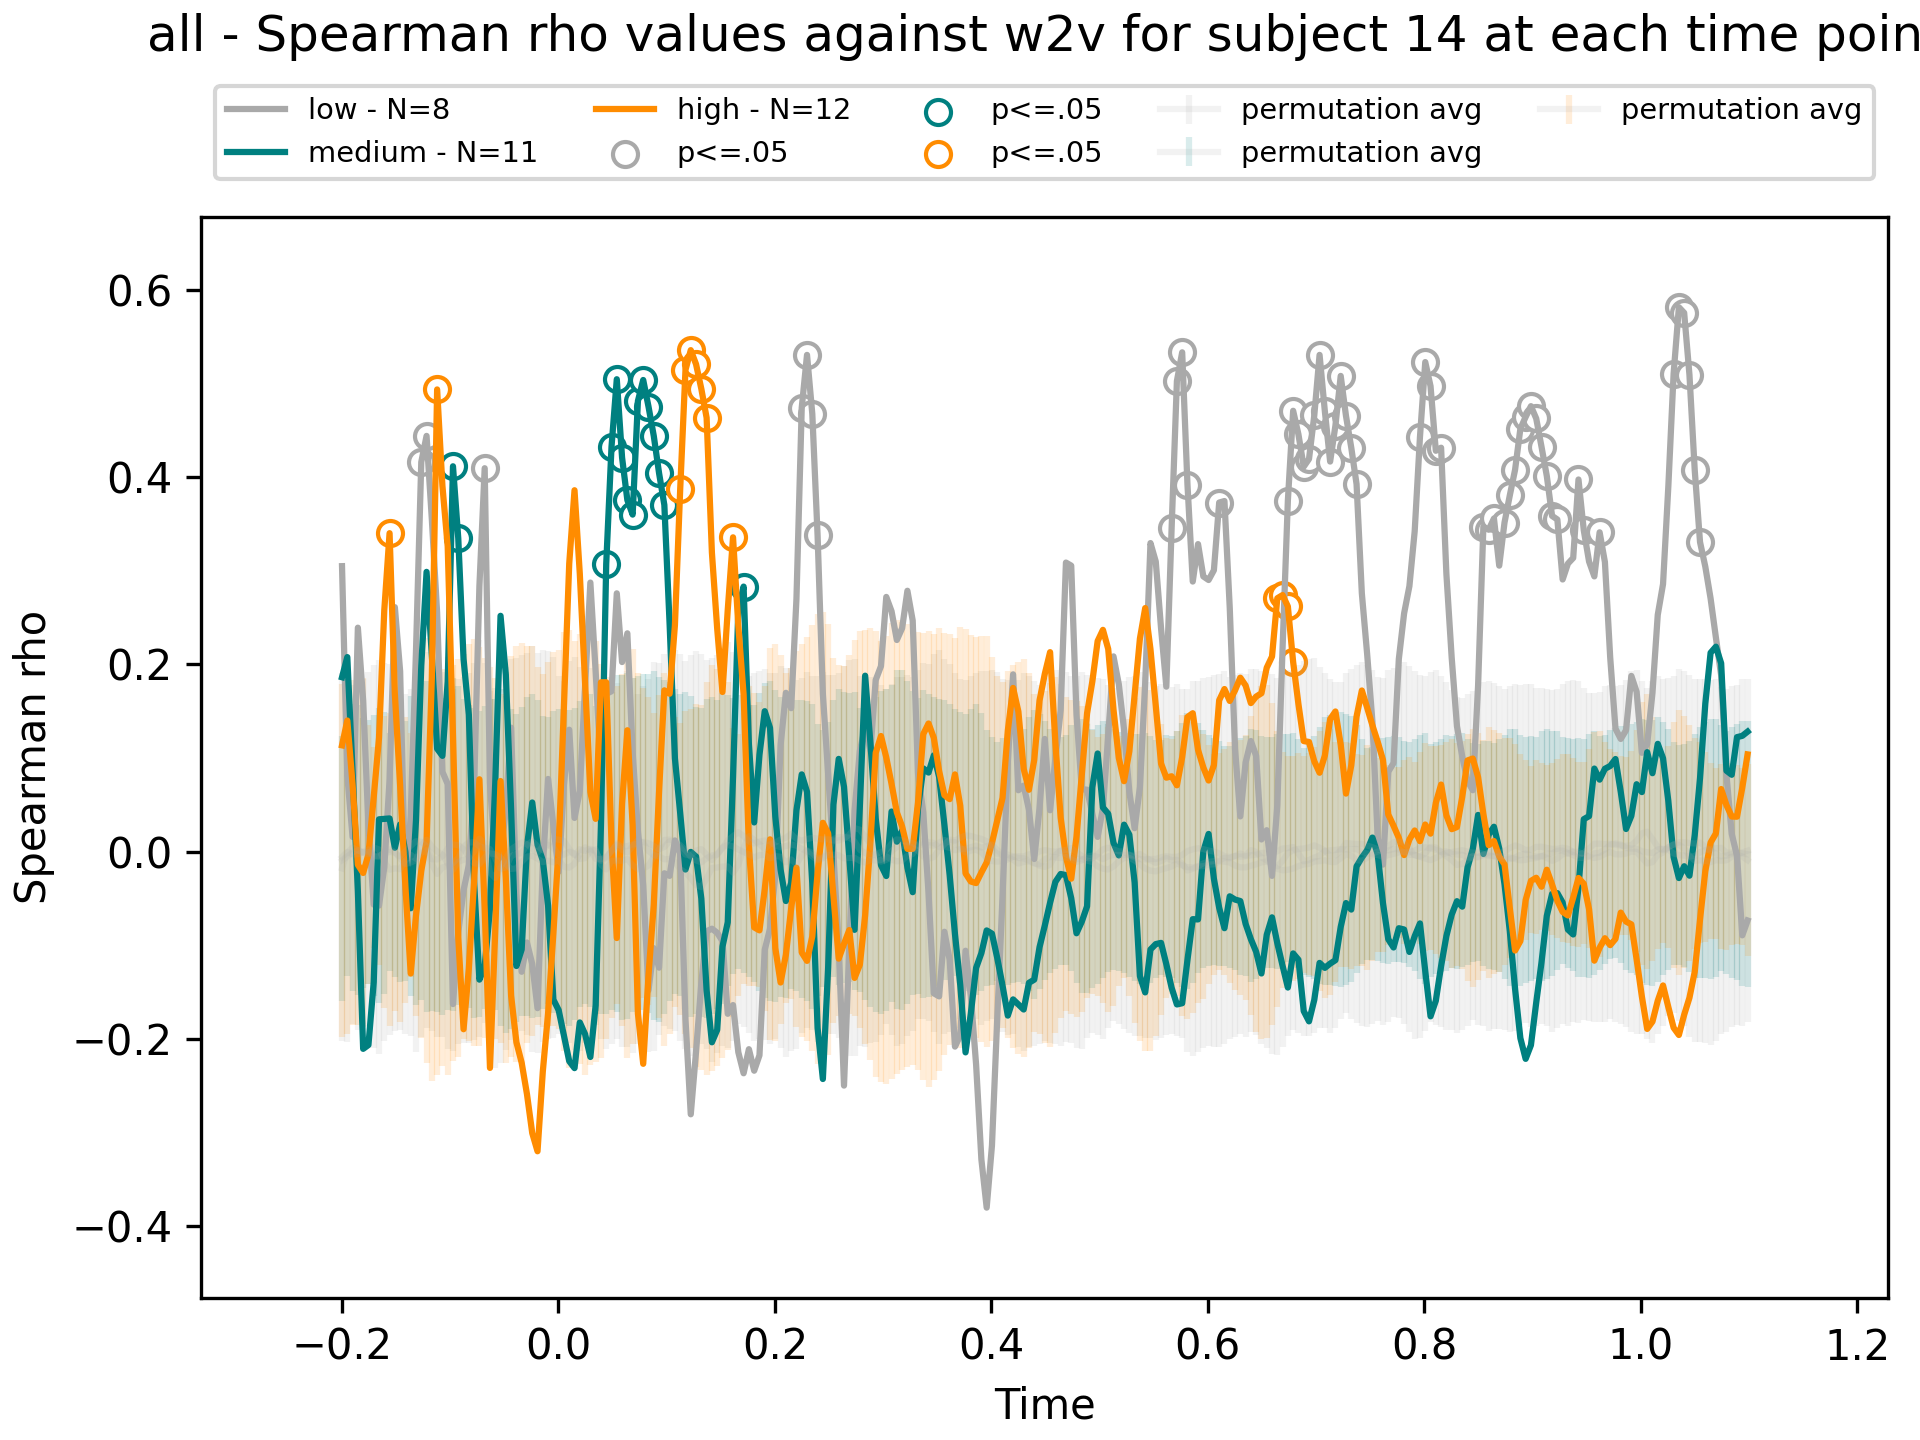 all - Spearman rho values against w2v for subject 14 at each time poin
low - N=8 high - N=12 p<=.05 permutation avg permutation avg
medium - N=11 p<=.05 p<=.05 permutation avg
Spearman rho
0.6
0.4
0.2
0.0
−0.2
−0.4
−0.2 0.0 0.2 0.4 0.6 0.8 1.0 1.2
Time